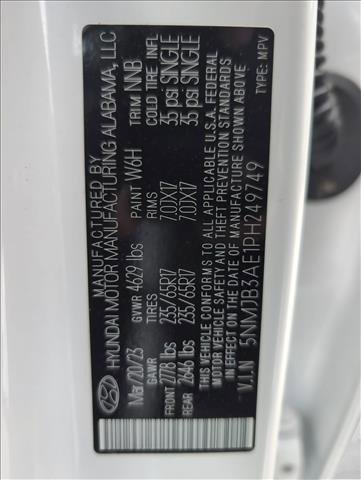 MANUFACTURED BY
HYUNDAI MOTOR MANUFACTURING ALABAMA, LLC
Mar/20/23 GVWR 4629 lbs PAINT W6H TRIM NNB
GAWR TIRES RIMS COLD TIRE INFL
FRONT 2778 lbs 235/65R17 7.0JX17 35 psi SINGLE
REAR 2646 lbs 235/65R17 7.0JX17 35 psi SINGLE
THIS VEHICLE CONFORMS TO ALL APPLICABLE U.S.A. FEDERAL
MOTOR VEHICLE SAFETY AND THEFT PREVENTION STANDARDS
IN EFFECT ON THE DATE OF MANUFACTURE SHOWN ABOVE.
V.I.N 5NMJB3AE1PH249749 TYPE: MPV